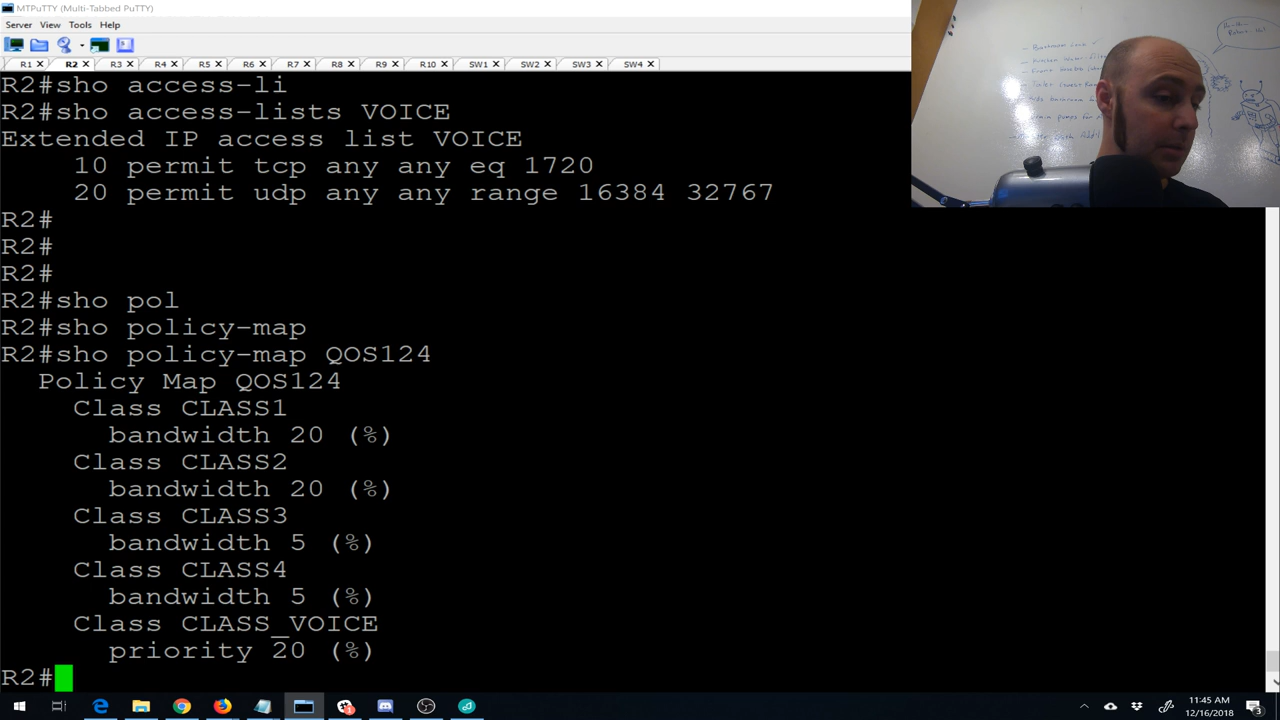 MTPuTTY (Multi-Tabbed PuTTY)
Server View Tools Help
R1 R2 R3 R4 R5 R6 R7 R8 R9 R10 SW1 SW2 SW3 SW4
R2#sho access-li
R2#sho access-lists VOICE
Extended IP access list VOICE
10 permit tcp any any eq 1720
20 permit udp any any range 16384 32767
R2#
R2#
R2#
R2#sho pol
R2#sho policy-map
R2#sho policy-map QOS124
Policy Map QOS124
Class CLASS1
bandwidth 20 (%)
Class CLASS2
bandwidth 20 (%)
Class CLASS3
bandwidth 5 (%)
Class CLASS4
bandwidth 5 (%)
Class CLASS_VOICE
priority 20 (%)
R2#
11:45 AM
12/16/2018
3